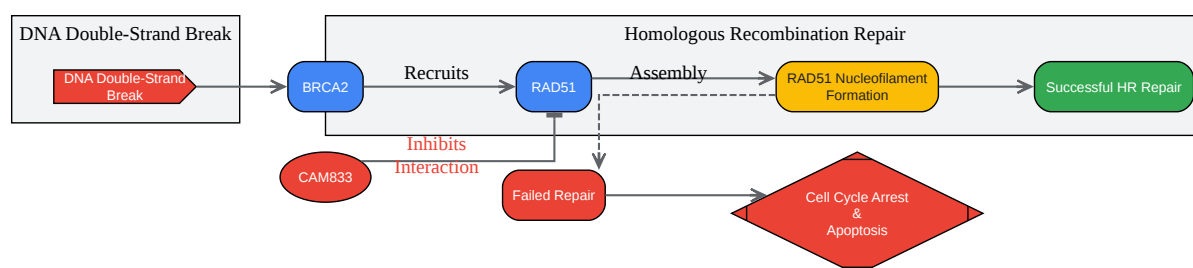 DNA Double-Strand Break
Homologous Recombination Repair
DNA Double-Strand
Break
BRCA2
Recruits
RAD51
Assembly
RAD51 Nucleofilament
Formation
Successful HR Repair
Inhibits
Interaction
CAM833
Failed Repair
Cell Cycle Arrest
&
Apoptosis